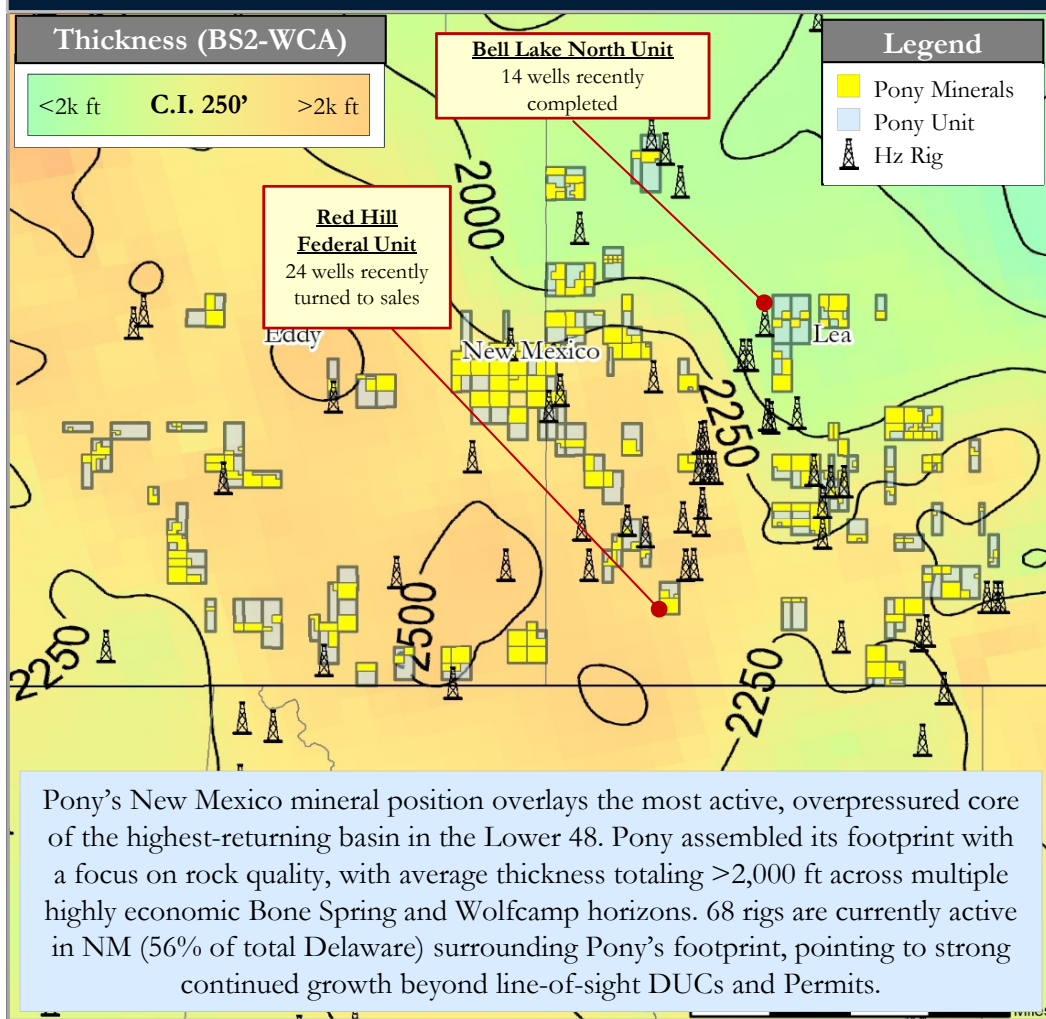 Thickness (BS2-WCA)
<2k ft C.I. 250' >2k ft
Bell Lake North Unit
14 wells recently
completed
Legend
Pony Minerals
Pony Unit
Hz Rig
Red Hill
Federal Unit
24 wells recently
turned to sales
2000
Eddy
New Mexico
Lea
2250
2500
2250
2250
2250
Pony’s New Mexico mineral position overlays the most active, overpressured core
of the highest-returning basin in the Lower 48. Pony assembled its footprint with
a focus on rock quality, with average thickness totaling >2,000 ft across multiple
highly economic Bone Spring and Wolfcamp horizons. 68 rigs are currently active
in NM (56% of total Delaware) surrounding Pony’s footprint, pointing to strong
continued growth beyond line-of-sight DUCs and Permits.
Miles